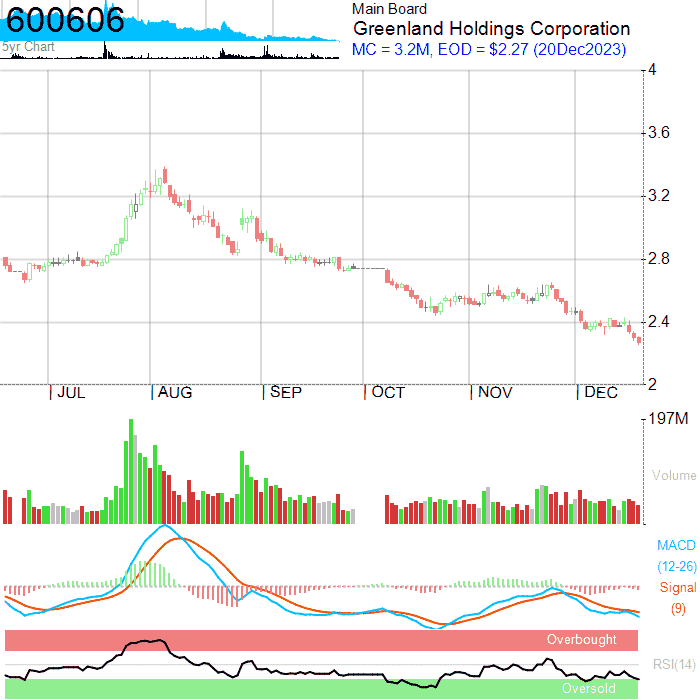 600606
5yr Chart
Main Board
Greenland Holdings Corporation
MC = 3.2M, EOD = $2.27 (20Dec2023)
4
3.6
3.2
2.8
2.4
2
JUL AUG SEP OCT NOV DEC
197M
Volume
MACD
(12-26)
Signal
(9)
Overbought
RSI(14)
Oversold